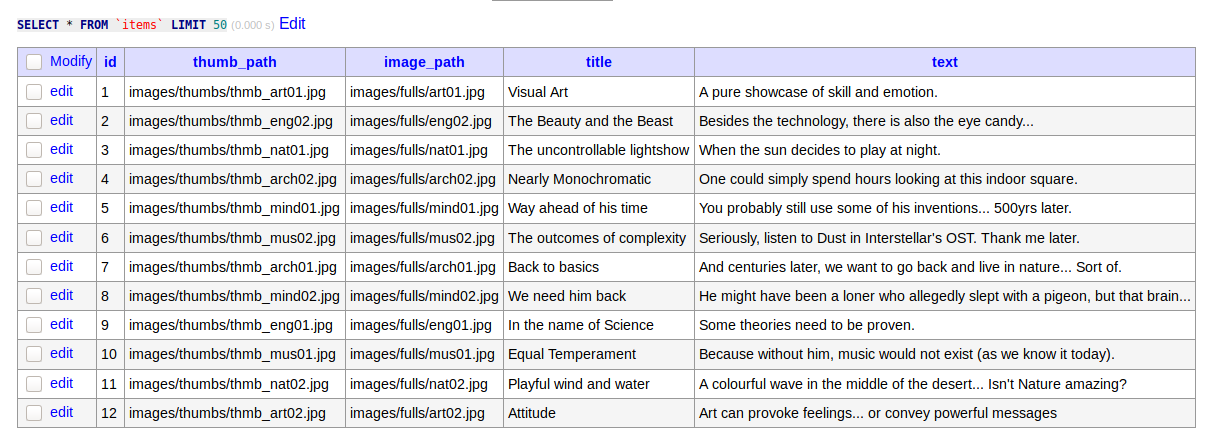 SELECT * FROM `items` LIMIT 50 (0.000 s) Edit
Modify id thumb_path image_path title text
edit 1 images/thumbs/thmb_art01.jpg images/fulls/art01.jpg Visual Art A pure showcase of skill and emotion.
edit 2 images/thumbs/thmb_eng02.jpg images/fulls/eng02.jpg The Beauty and the Beast Besides the technology, there is also the eye candy...
edit 3 images/thumbs/thmb_nat01.jpg images/fulls/nat01.jpg The uncontrollable lightshow When the sun decides to play at night.
edit 4 images/thumbs/thmb_arch02.jpg images/fulls/arch02.jpg Nearly Monochromatic One could simply spend hours looking at this indoor square.
edit 5 images/thumbs/thmb_mind01.jpg images/fulls/mind01.jpg Way ahead of his time You probably still use some of his inventions... 500yrs later.
edit 6 images/thumbs/thmb_mus02.jpg images/fulls/mus02.jpg The outcomes of complexity Seriously, listen to Dust in Interstellar's OST. Thank me later.
edit 7 images/thumbs/thmb_arch01.jpg images/fulls/arch01.jpg Back to basics And centuries later, we want to go back and live in nature... Sort of.
edit 8 images/thumbs/thmb_mind02.jpg images/fulls/mind02.jpg We need him back He might have been a loner who allegedly slept with a pigeon, but that brain...
edit 9 images/thumbs/thmb_eng01.jpg images/fulls/eng01.jpg In the name of Science Some theories need to be proven.
edit 10 images/thumbs/thmb_mus01.jpg images/fulls/mus01.jpg Equal Temperament Because without him, music would not exist (as we know it today).
edit 11 images/thumbs/thmb_nat02.jpg images/fulls/nat02.jpg Playful wind and water A colourful wave in the middle of the desert... Isn't Nature amazing?
edit 12 images/thumbs/thmb_art02.jpg images/fulls/art02.jpg Attitude Art can provoke feelings... or convey powerful messages